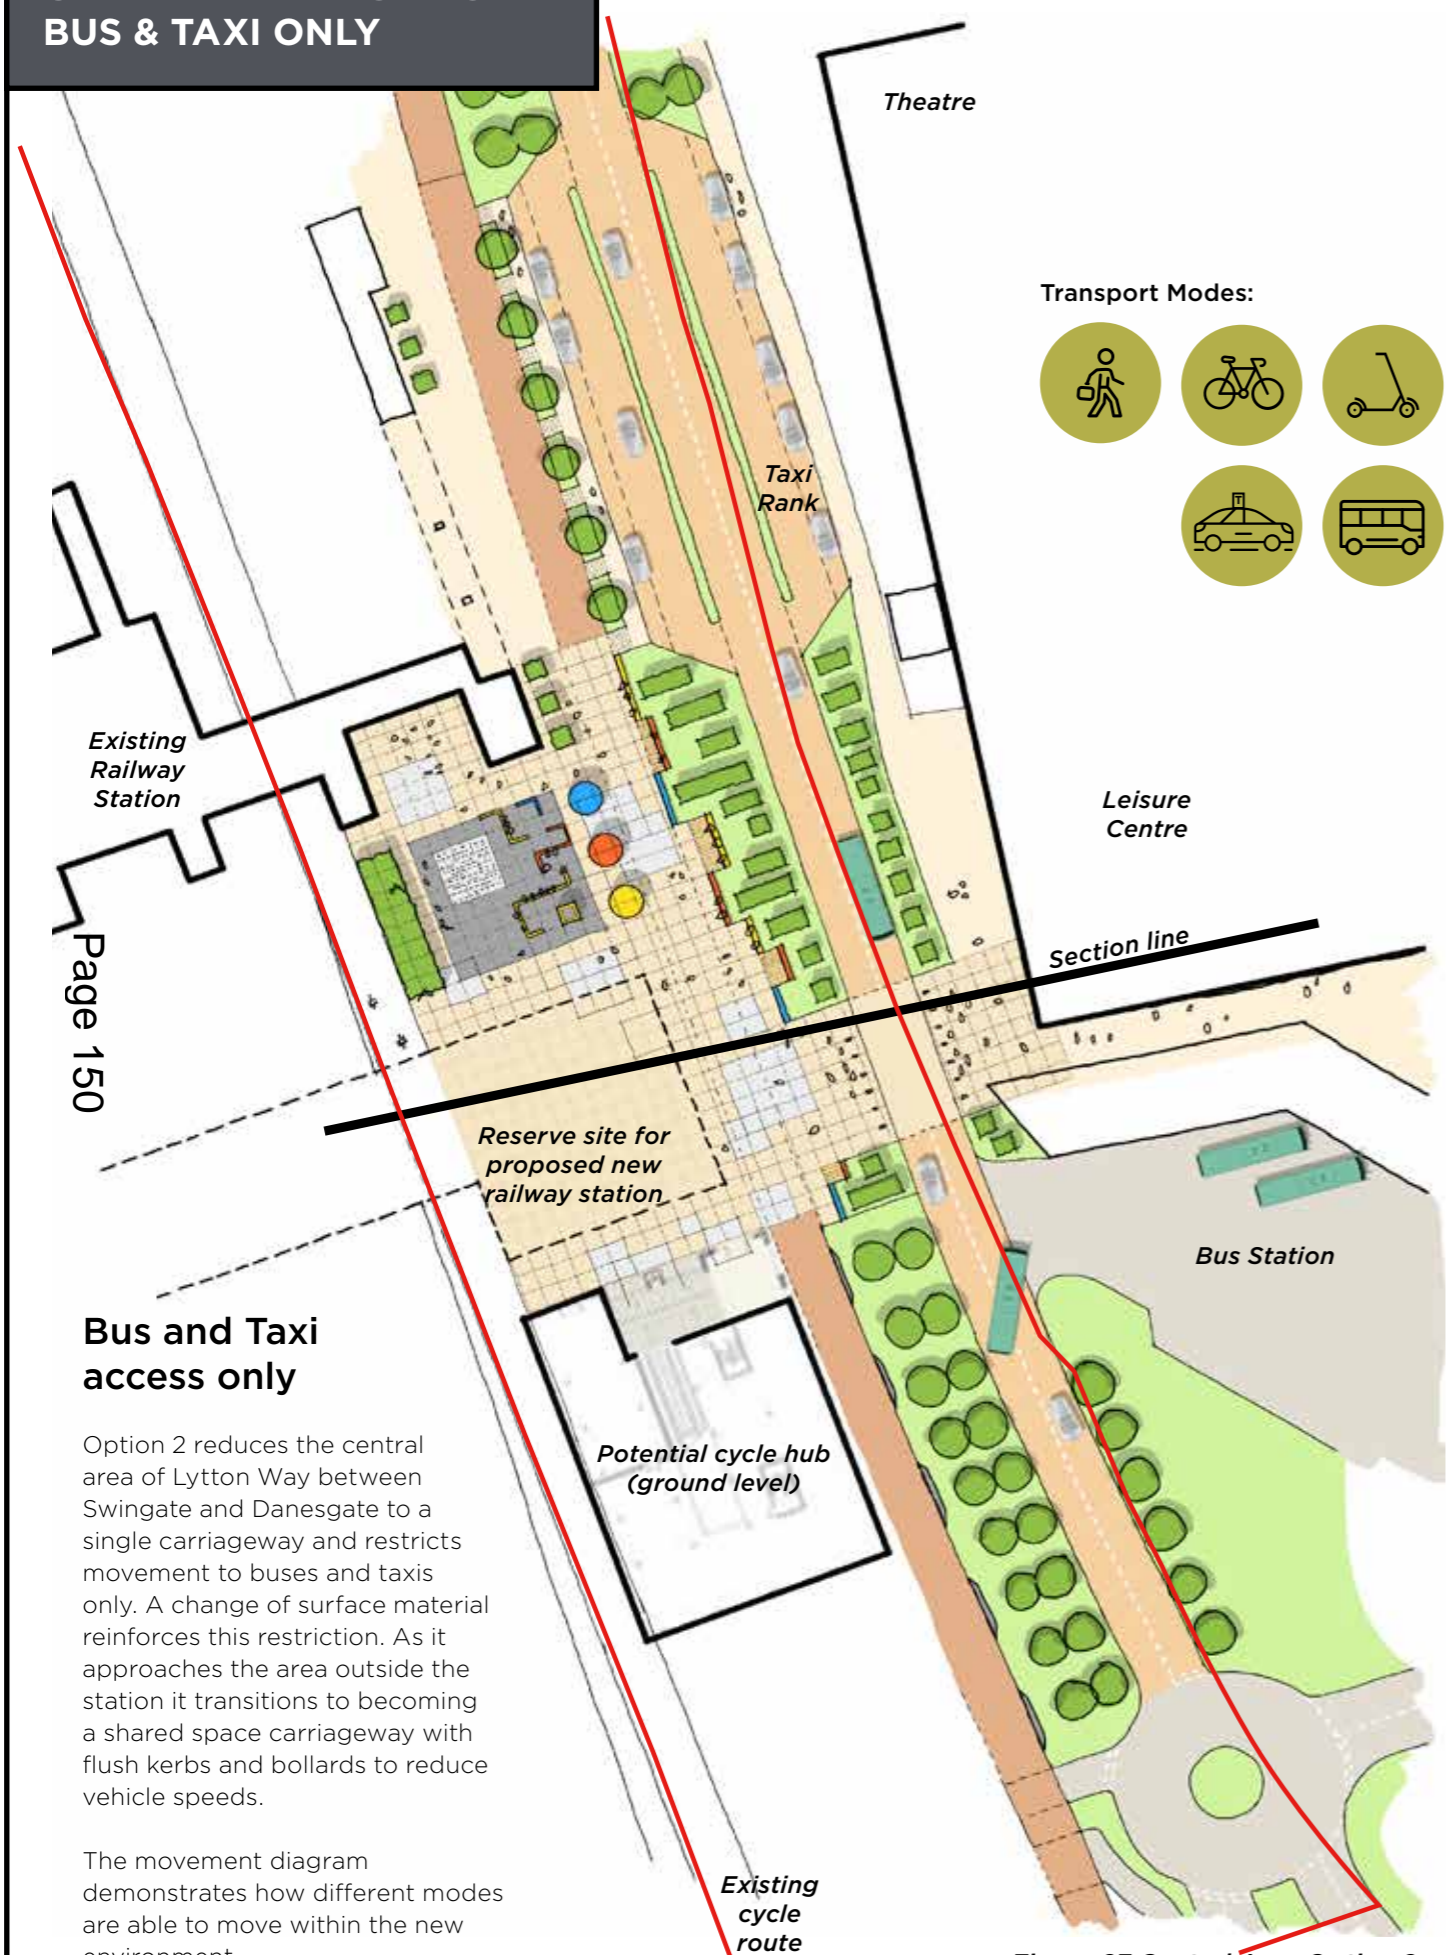 BUS & TAXI ONLY
Theatre
Transport Modes:
T
Taxi
Rank
Existing
Railway
Station
Leisure
Centre
Section line
Page 150
Reserve site for
proposed new
railway station
Bus Station
Bus and Taxi
access only
Option 2 reduces the central
area of Lytton Way between
Swingate and Danesgate to a
single carriageway and restricts
movement to buses and taxis
only. A change of surface material
reinforces this restriction. As it
approaches the area outside the
station it transitions to becoming
a shared space carriageway with
flush kerbs and bollards to reduce
vehicle speeds.
The movement diagram
demonstrates how different modes
are able to move within the new
environment
Potential cycle hub
(ground level)
Existing
cycle
route